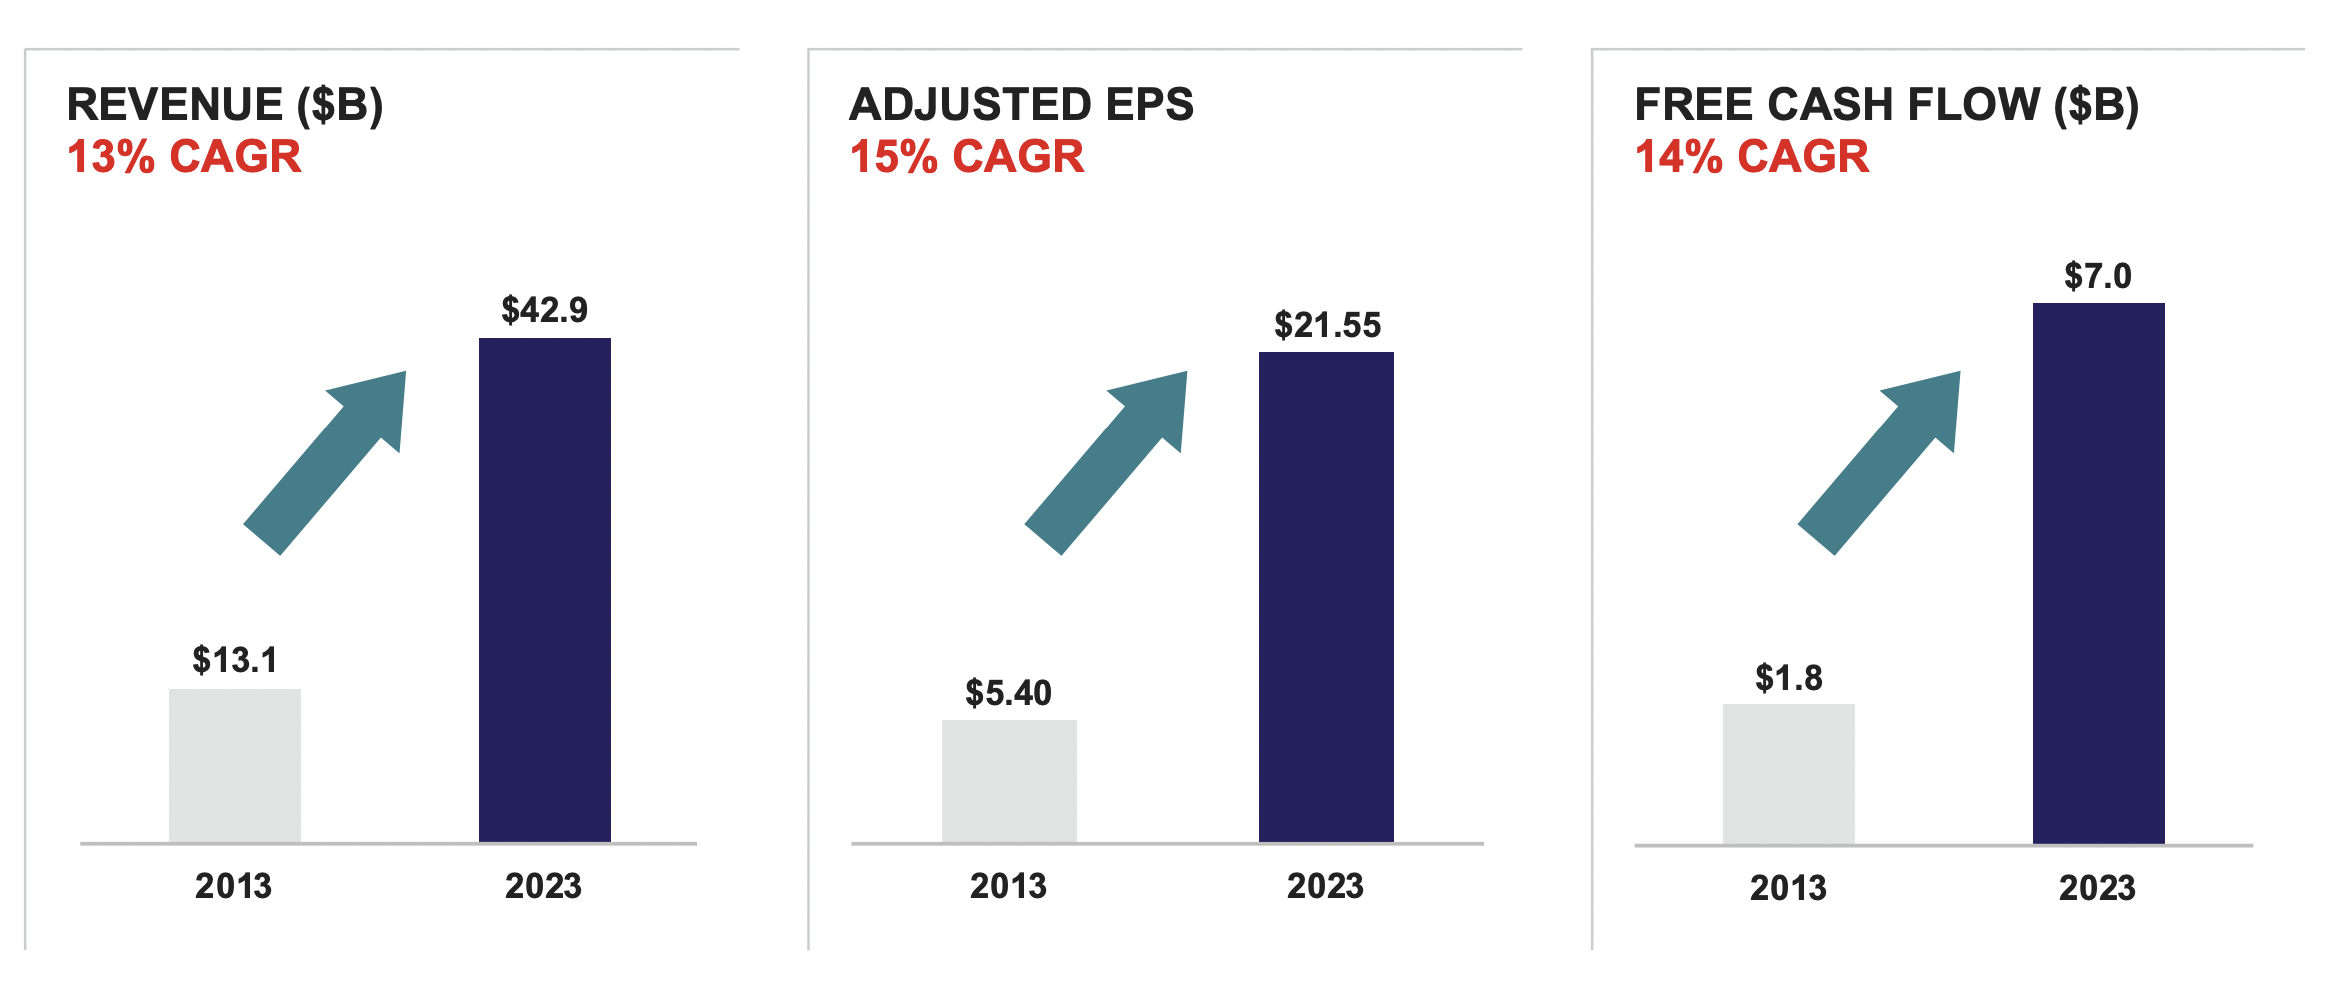 REVENUE ($B)
13% CAGR
$13.1
$42.9
2013
2023
ADJUSTED EPS
15% CAGR
$5.40
$21.55
2013
2023
FREE CASH FLOW ($B)
14% CAGR
$1.8
$7.0
2013
2023